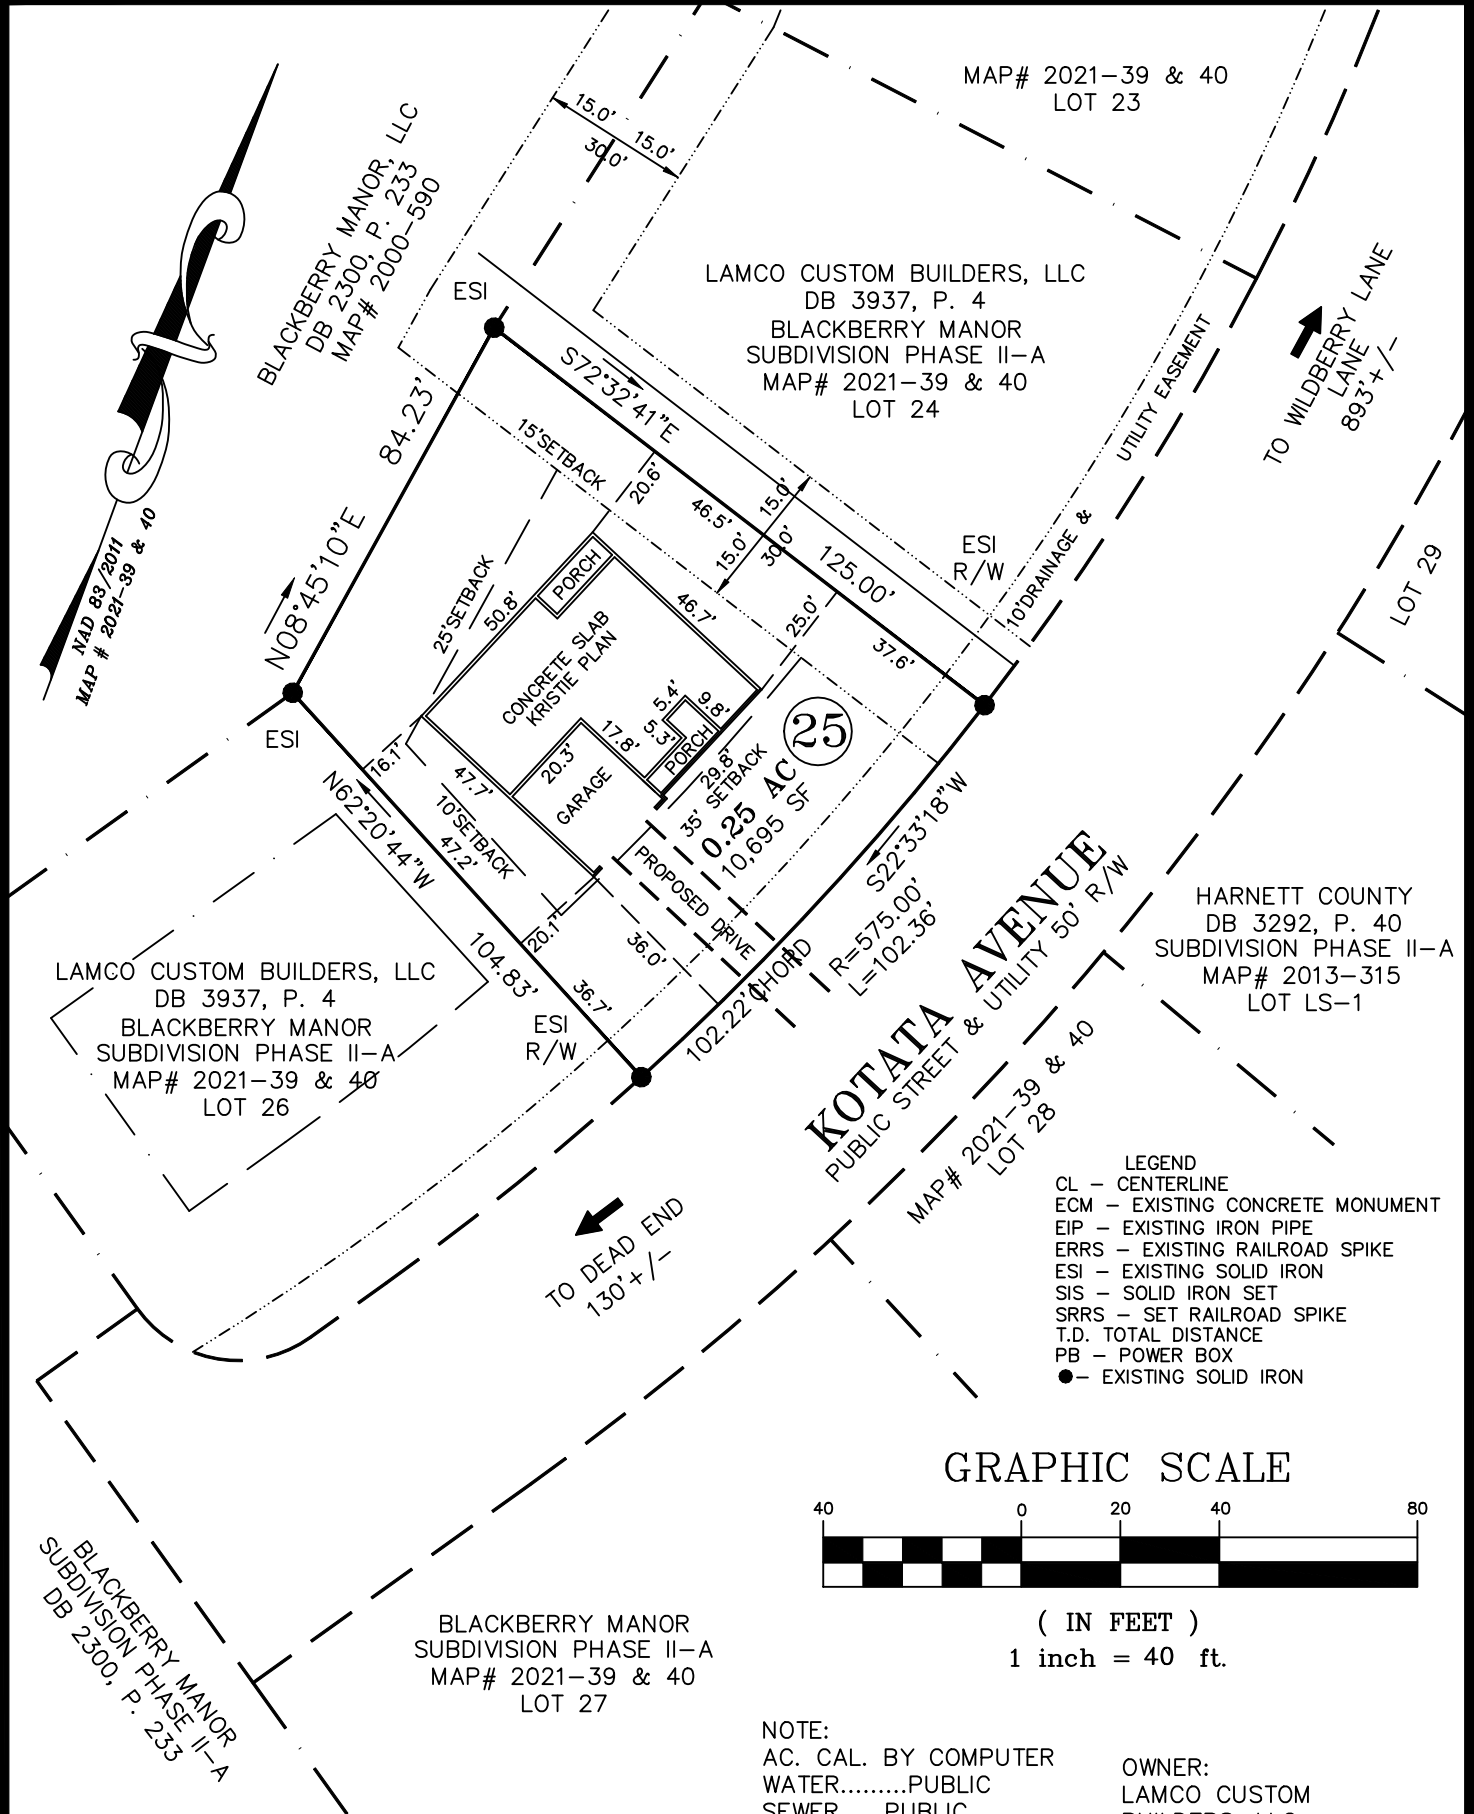 MAP# 2021-39 & 40
LOT 23
15.0'
15.0'
30.0'
BLACKBERRY MANOR, LLC
DB 2300, P. 233
MAP# 2000-590
NAD 83/2011
MAP # 2021-39 & 40
LAMCO CUSTOM BUILDERS, LLC
DB 3937, P. 4
BLACKBERRY MANOR
SUBDIVISION PHASE II-A
MAP# 2021-39 & 40
LOT 24
UTILITY EASEMENT
10'DRAINAGE &
TO WILDBERRY LANE
LANE
893'+/-
LOT 29
ESI
84.23'
N08°45'10"E
ESI
S72°32'41"E
125.00'
15'SETBACK
20.6'
46.5'
15.0'
15.0'
30.0'
ESI
R/W
37.6'
25.0'
25'SETBACK
50.8'
PORCH
46.7'
CONCRETE SLAB
KRISTIE PLAN
5.4'
9.8'
5.3'
17.8'
PORCH
20.3'
GARAGE
29.8'
35' SETBACK
25
0.25 AC
10,695 SF
16.1'
47.7'
10'SETBACK
47.2'
N62°20'44"W
104.83'
20.1'
36.0'
36.7'
PROPOSED DRIVE
ESI
R/W
S22°33'18"W
R=575.00'
L=102.36'
102.22'CHORD
KOTATA AVENUE
PUBLIC STREET & UTILITY 50' R/W
HARNETT COUNTY
DB 3292, P. 40
SUBDIVISION PHASE II-A
MAP# 2013-315
LOT LS-1
MAP# 2021-39 & 40
LOT 28
LAMCO CUSTOM BUILDERS, LLC
DB 3937, P. 4
BLACKBERRY MANOR
SUBDIVISION PHASE II-A
MAP# 2021-39 & 40
LOT 26
TO DEAD END
130'+/-
LEGEND
CL - CENTERLINE
ECM - EXISTING CONCRETE MONUMENT
EIP - EXISTING IRON PIPE
ERRS - EXISTING RAILROAD SPIKE
ESI - EXISTING SOLID IRON
SIS - SOLID IRON SET
SRRS - SET RAILROAD SPIKE
T.D. TOTAL DISTANCE
PB - POWER BOX
●- EXISTING SOLID IRON
GRAPHIC SCALE
40 0 20 40 80
( IN FEET )
1 inch = 40 ft.
BLACKBERRY MANOR
SUBDIVISION PHASE II-A
DB 2300, P. 233
BLACKBERRY MANOR
SUBDIVISION PHASE II-A
MAP# 2021-39 & 40
LOT 27
NOTE:
AC. CAL. BY COMPUTER
WATER.........PUBLIC
OWNER:
LAMCO CUSTOM